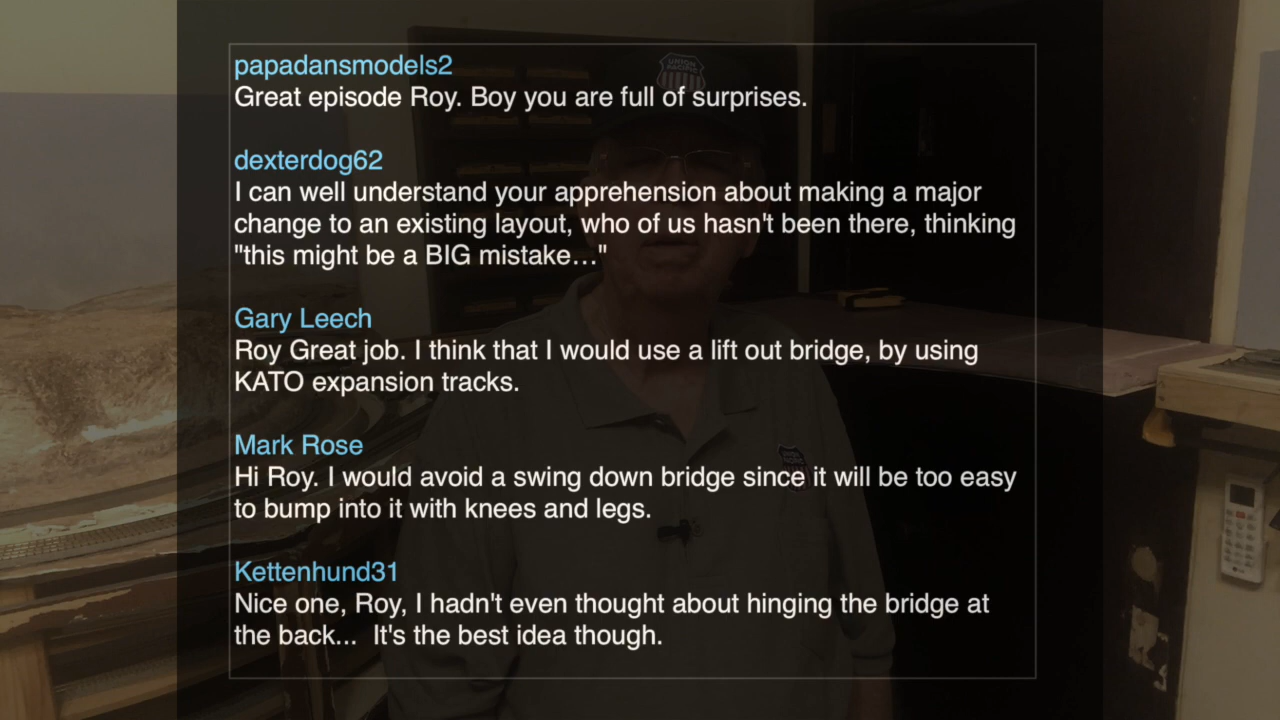 UNION
PACIFIC
papadansmodels2
Great episode Roy. Boy you are full of surprises.
dexterdog62
I can well understand your apprehension about making a major
change to an existing layout, who of us hasn't been there, thinking
"this might be a BIG mistake..."
Gary Leech
Roy Great job. I think that I would use a lift out bridge, by using
KATO expansion tracks.
Mark Rose
Hi Roy. I would avoid a swing down bridge since it will be too easy
to bump into it with knees and legs.
Kettenhund31
Nice one, Roy, I hadn't even thought about hinging the bridge at
the back... It's the best idea though.